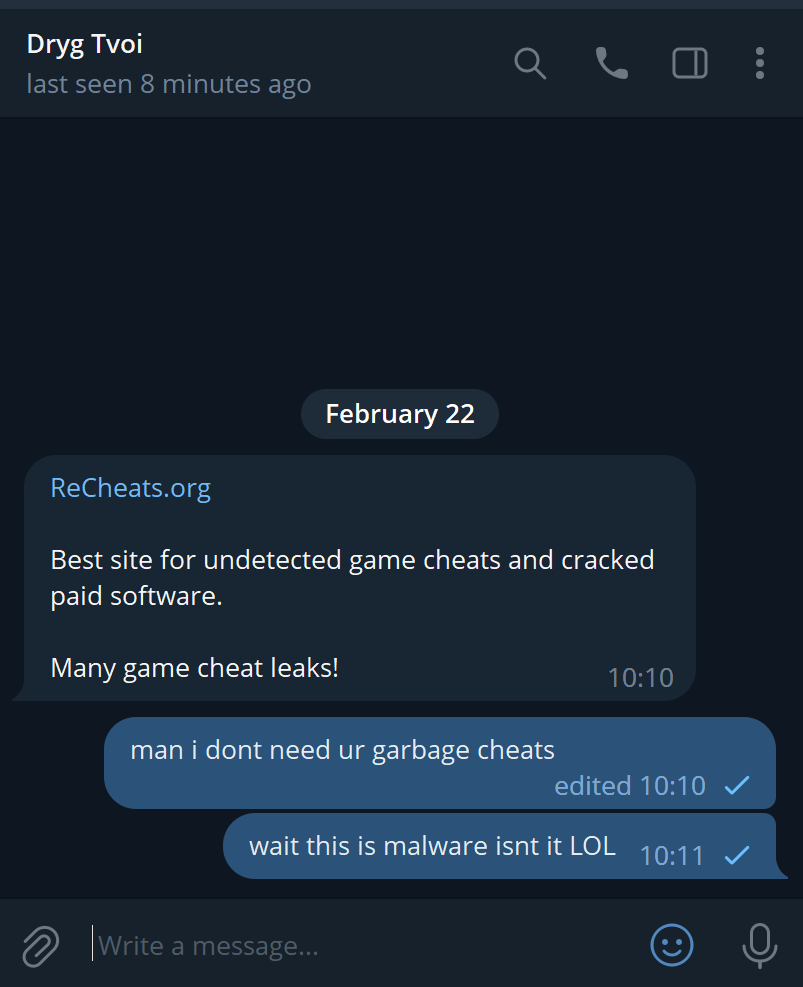 Dryg Tvoi
last seen 8 minutes ago
February 22
ReCheats.org
Best site for undetected game cheats and cracked
paid software.
Many game cheat leaks!
10:10
man i dont need ur garbage cheats
edited 10:10
wait this is malware isnt it LOL 10:11
Write a message...